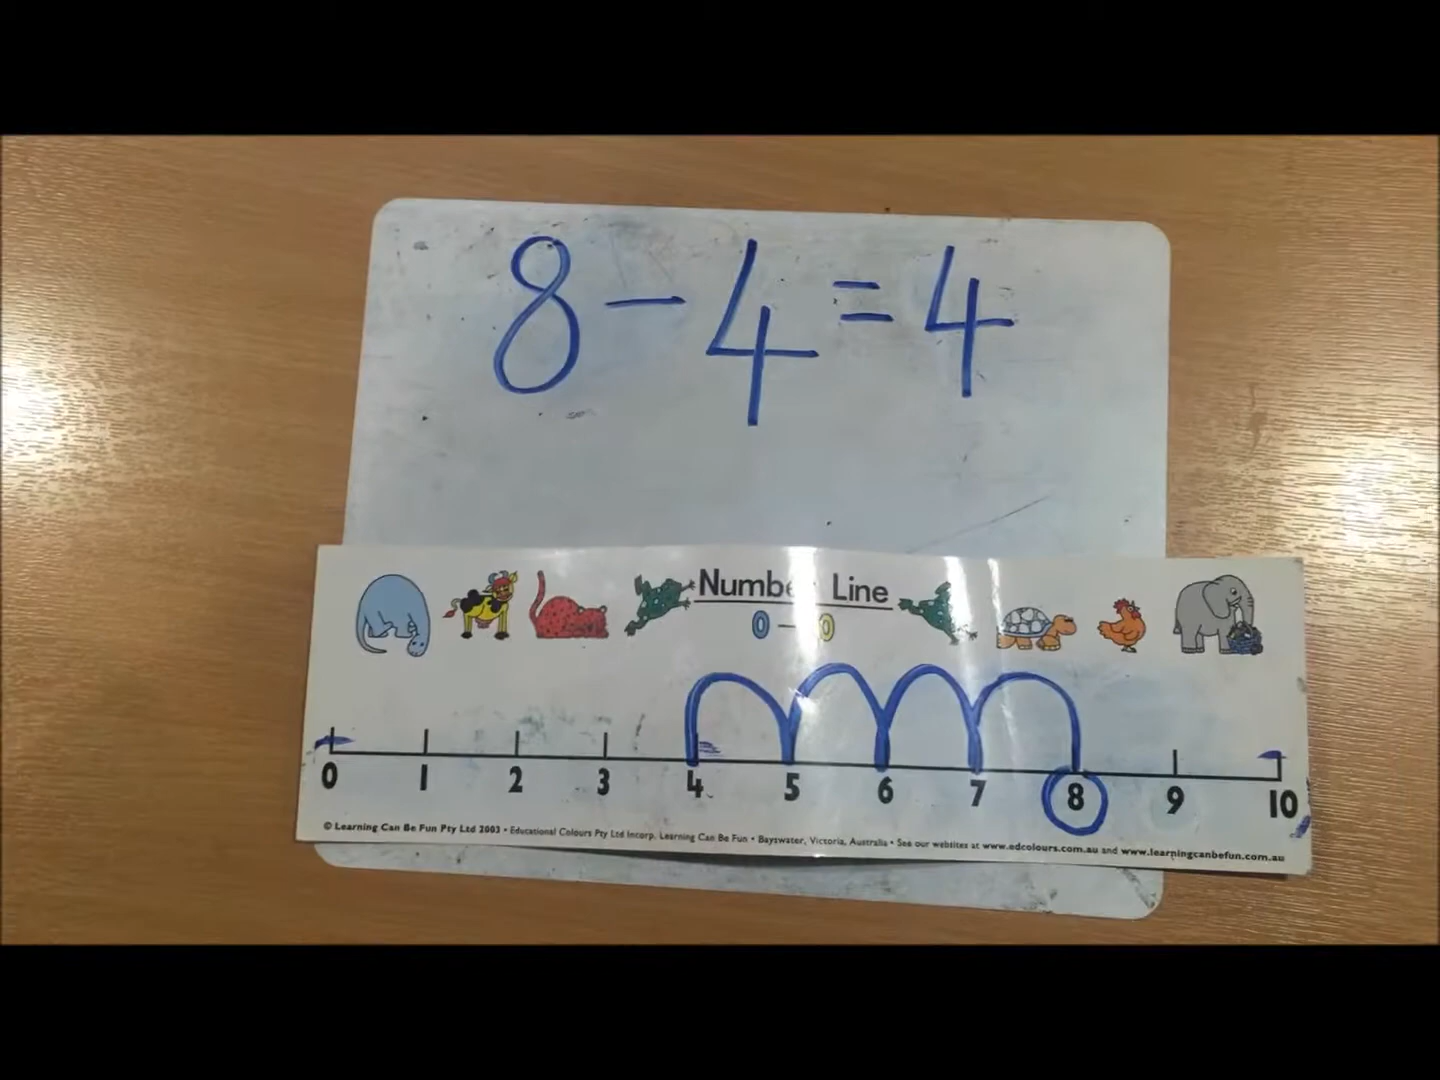 8 - 4 = 4
Number Line
0 - 10
0 1 2 3 4 5 6 7 8 9 10
© Learning Can Be Fun Pty Ltd 2003 • Educational Colours Pty Ltd Incorp. Learning Can Be Fun • Bayswater, Victoria, Australia • See our websites at www.edcolours.com.au and www.learningcanbefun.com.au